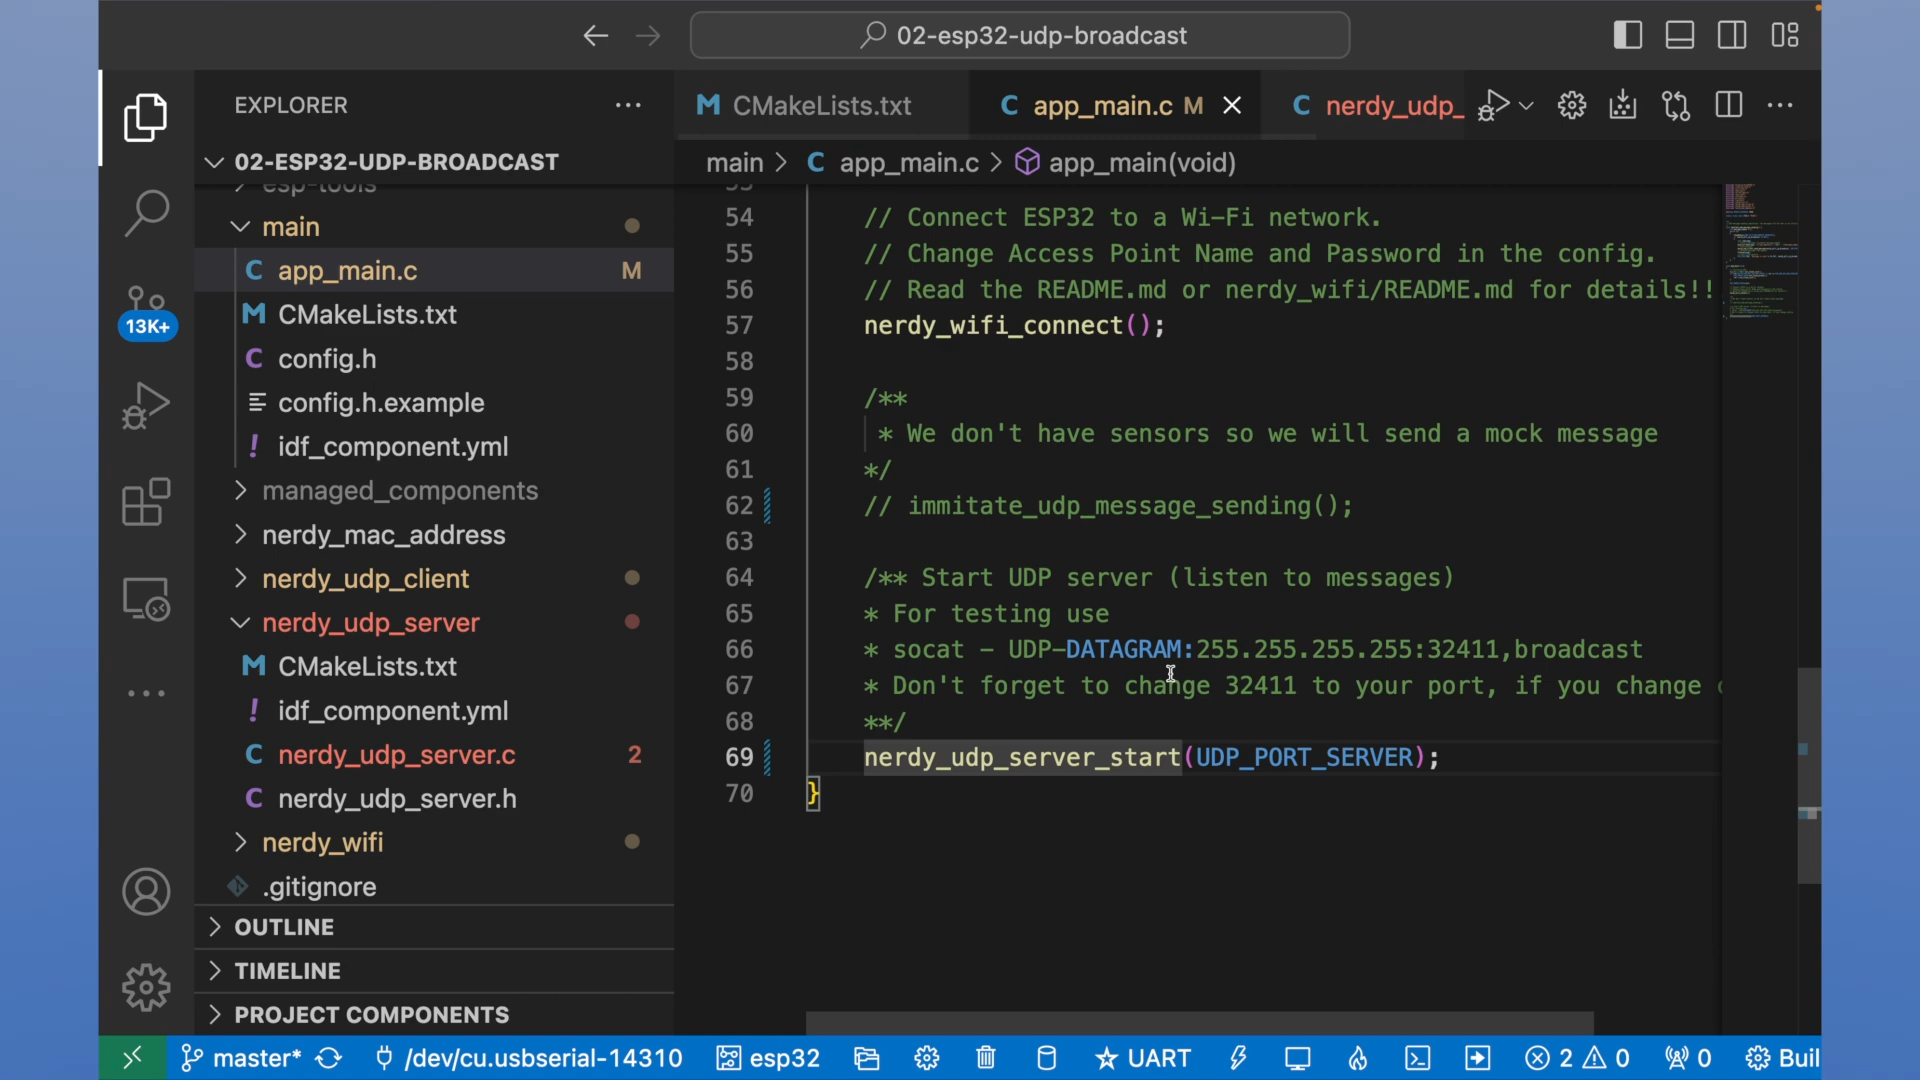 02-esp32-udp-broadcast
EXPLORER
CMakeLists.txt
app_main.c M
nerdy_udp_
02-ESP32-UDP-BROADCAST
main > C app_main.c > app_main(void)
esp-tools
main
app_main.c M
CMakeLists.txt
config.h
config.h.example
idf_component.yml
managed_components
nerdy_mac_address
nerdy_udp_client
nerdy_udp_server
CMakeLists.txt
idf_component.yml
nerdy_udp_server.c 2
nerdy_udp_server.h
nerdy_wifi
.gitignore
OUTLINE
TIMELINE
PROJECT COMPONENTS
13K+
54 // Connect ESP32 to a Wi-Fi network.
55 // Change Access Point Name and Password in the config.
56 // Read the README.md or nerdy_wifi/README.md for details!!
57 nerdy_wifi_connect();
58
59 /**
60 * We don't have sensors so we will send a mock message
61 */
62 // immitate_udp_message_sending();
63
64 /** Start UDP server (listen to messages)
65 * For testing use
66 * socat - UDP-DATAGRAM:255.255.255.255:32411,broadcast
67 * Don't forget to change 32411 to your port, if you change
68 **/
69 nerdy_udp_server_start(UDP_PORT_SERVER);
70 }
master* /dev/cu.usbserial-14310 esp32 UART 2 0 0 Buil